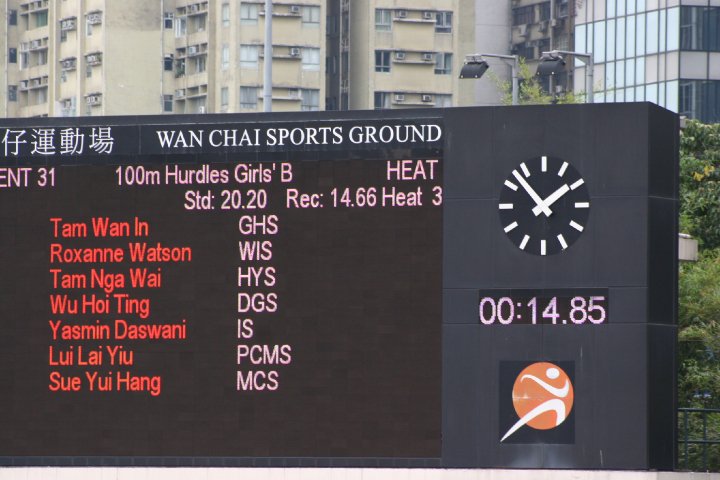 仔運動場 WAN CHAI SPORTS GROUND
ENT 31 100m Hurdles Girls' B HEAT
Std: 20.20 Rec: 14.66 Heat 3
Tam Wan In GHS
Roxanne Watson WIS
Tam Nga Wai HYS
Wu Hoi Ting DGS
Yasmin Daswani IS
Lui Lai Yiu PCMS
Sue Yui Hang MCS
00:14.85